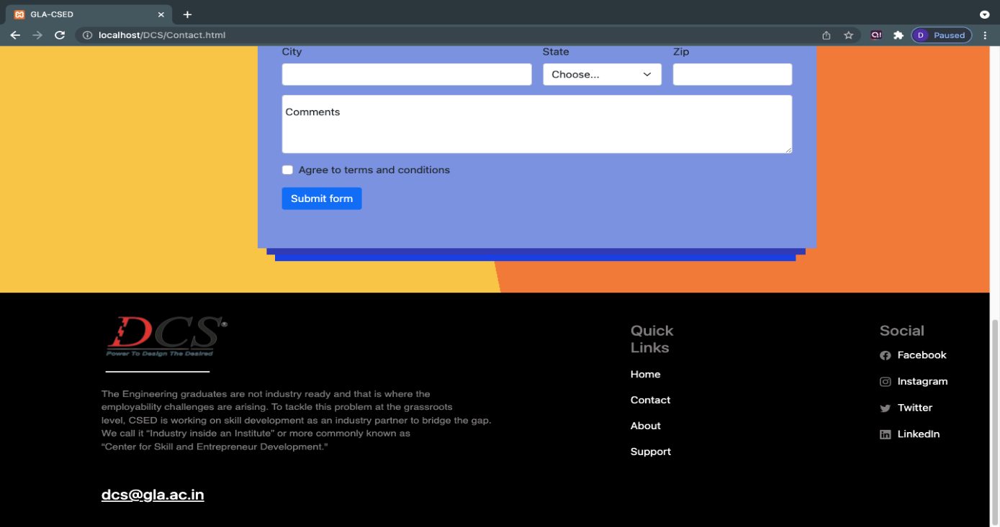 GLA-CSED
localhost/DCS/Contact.html
D Paused
City State Zip
Choose...
Comments
Agree to terms and conditions
Submit form
DCS®
Power To Design The Desired
The Engineering graduates are not industry ready and that is where the
employability challenges are arising. To tackle this problem at the grassroots
level, CSED is working on skill development as an industry partner to bridge the gap.
We call it “Industry inside an Institute” or more commonly known as
“Center for Skill and Entrepreneur Development."
dcs@gla.ac.in
Quick
Links
Home
Contact
About
Support
Social
Facebook
Instagram
Twitter
LinkedIn